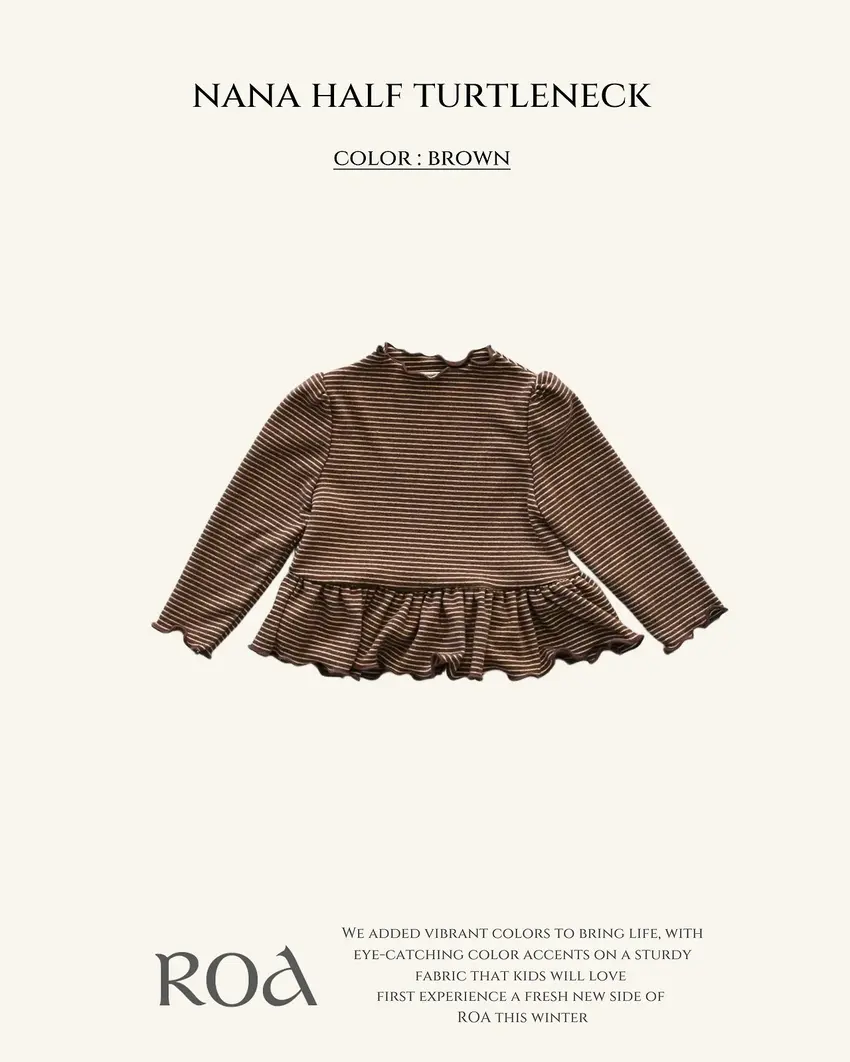 NANA HALF TURTLENECK
COLOR : BROWN
ROA
WE ADDED VIBRANT COLORS TO BRING LIFE, WITH
EYE-CATCHING COLOR ACCENTS ON A STURDY
FABRIC THAT KIDS WILL LOVE
FIRST EXPERIENCE A FRESH NEW SIDE OF
ROA THIS WINTER